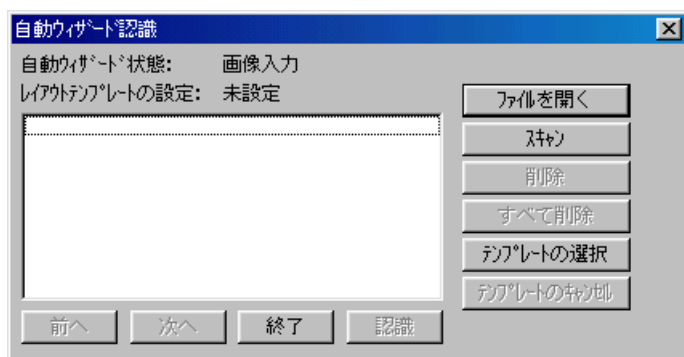 自動ウィザード認識
自動ウィザード状態: 画像入力
レイアウトテンプレートの設定: 未設定
ファイルを開く
スキャン
削除
すべて削除
テンプレートの選択
テンプレートのキャンセル
前へ 次へ 終了 認識